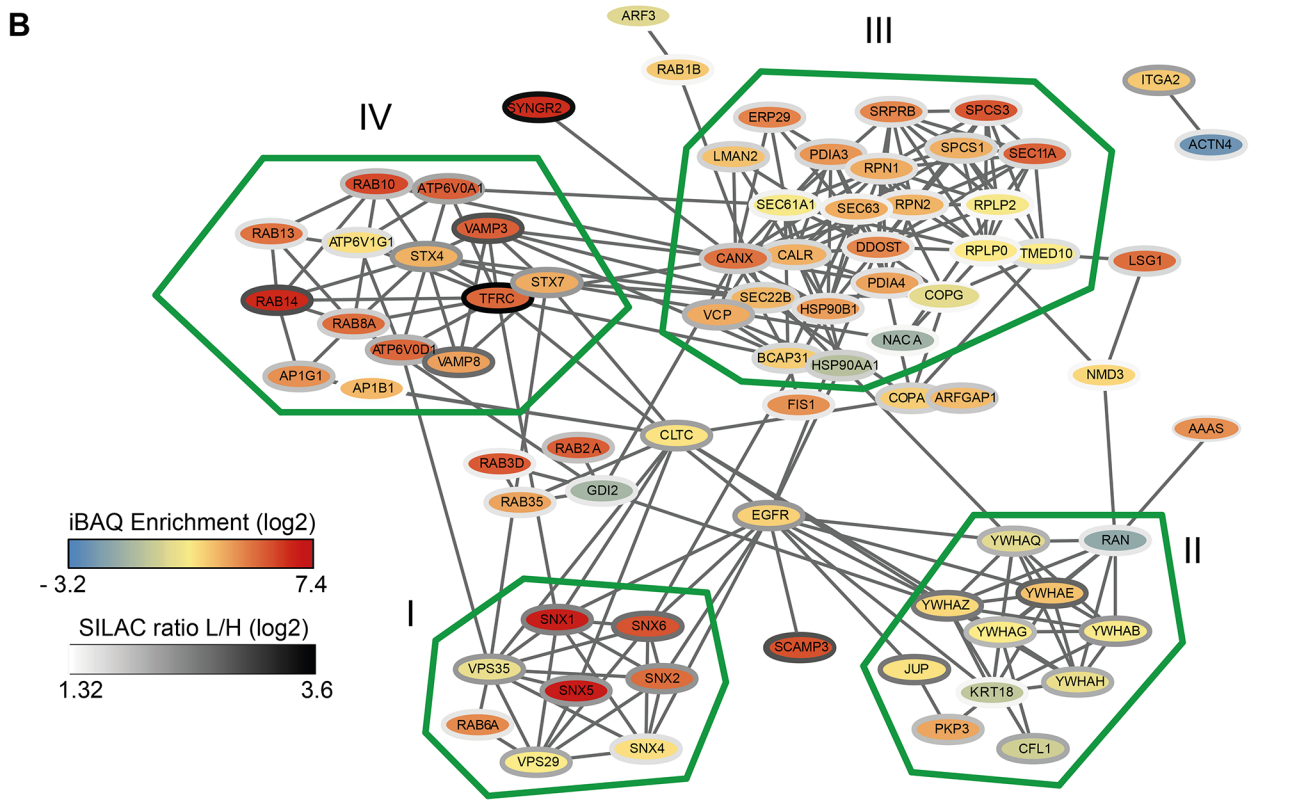 B
ARF3
III
RAB1B
ITGA2
ACTN4
IV
SYNGR2
ERP29
SRPRB
SPCS3
LMAN2
PDIA3
RPN1
SPCS1
SEC11A
RAB10
ATP6V0A1
SEC61A1
SEC63
RPN2
RPLP2
RAB13
ATP6V1G1
VAMP3
STX4
CANX
CALR
DDOST
RPLP0
TMED10
LSG1
RAB14
TFRC
STX7
SEC22B
HSP90B1
PDIA4
COPG
RAB8A
VCP
NAC A
ATP6V0D1
VAMP8
BCAP31
HSP90AA1
AP1G1
AP1B1
FIS1
COPA
ARFGAP1
NMD3
CLTC
AAAS
RAB3D
RAB2 A
RAB35
GDI2
EGFR
iBAQ Enrichment (log2)
- 3.2
7.4
YWHAQ
RAN
II
SILAC ratio L/H (log2)
1.32
3.6
I
SNX1
SNX6
SCAMP3
YWHAZ
YWHAE
YWHAG
YWHAB
VPS35
SNX5
SNX2
JUP
KRT18
YWHAH
RAB6A
VPS29
SNX4
PKP3
CFL1